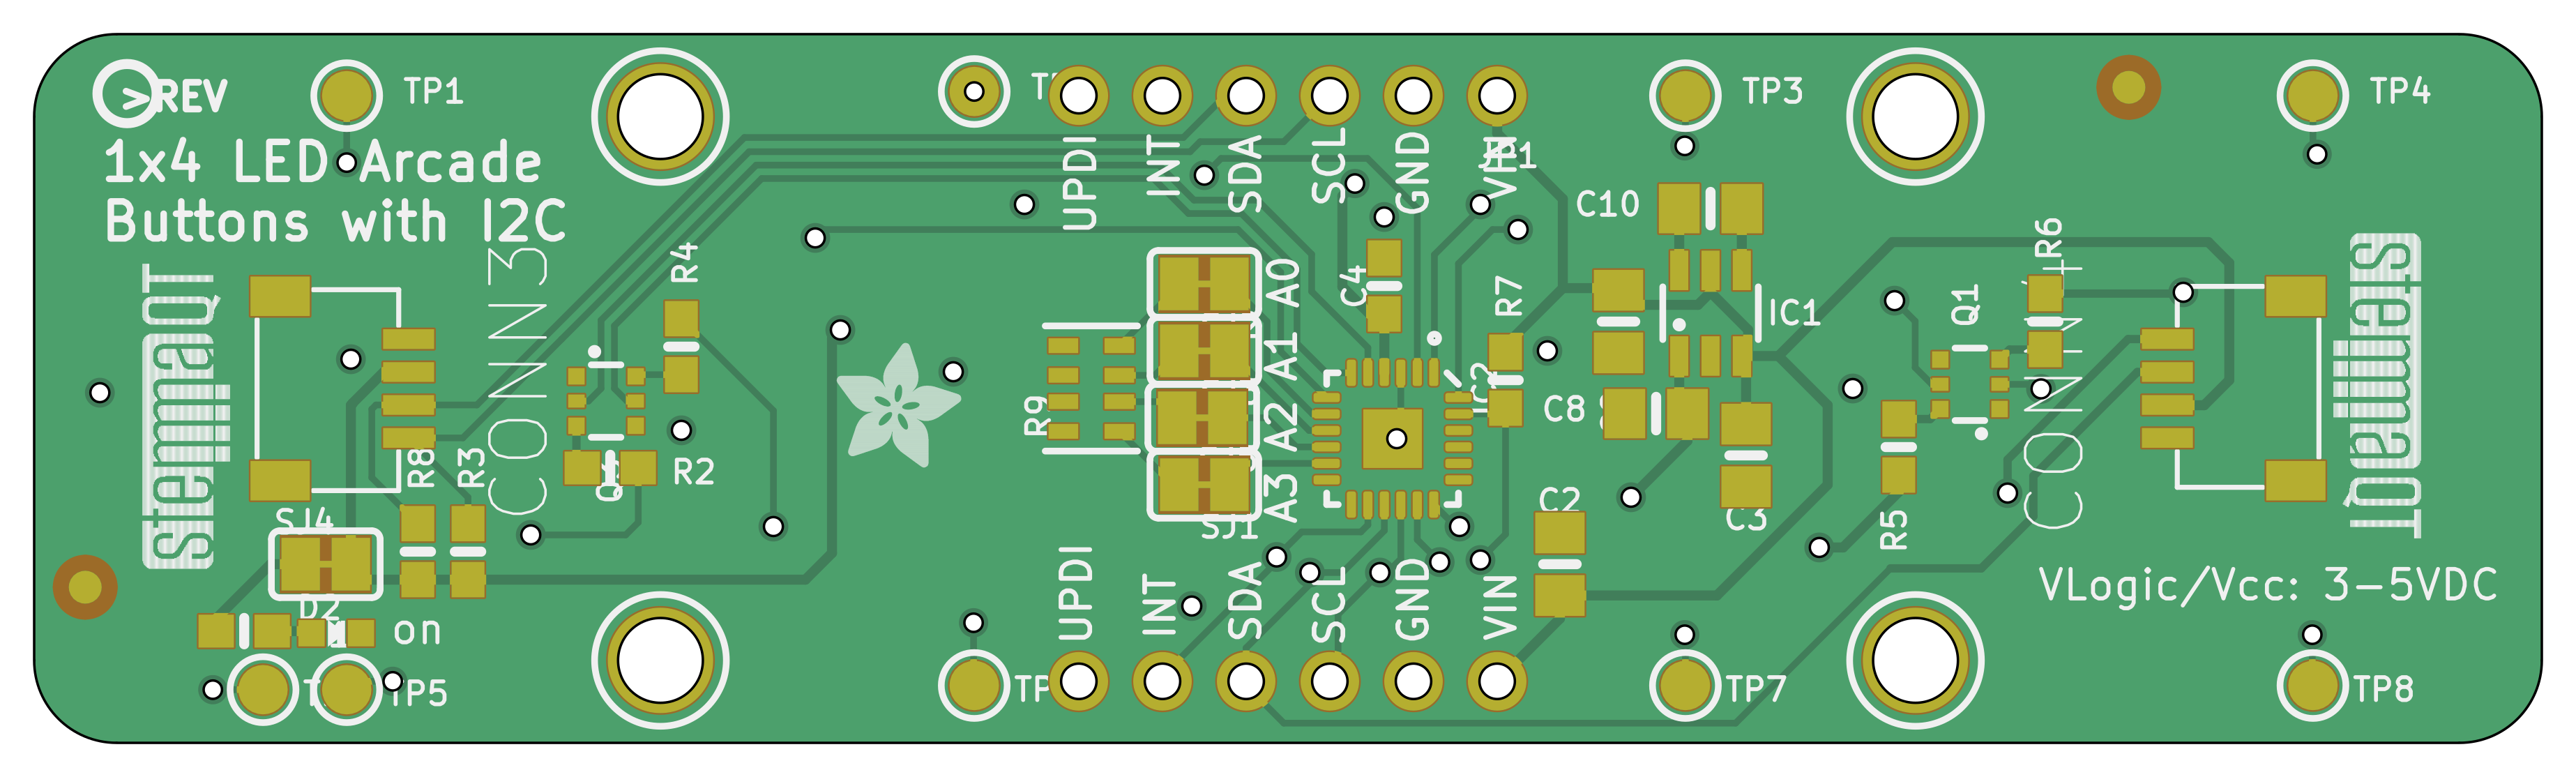 >REV
TP1
TP3
TP4
1x4 LED Arcade
Buttons with I2C
UPDI
INT
SDA
SCL
GND
VIN
JP1
C10
R4
CONN3
STEMMA QT
A0
A1
A2
A3
C4
R7
IC1
Q1
R6
STEMMA QT
R9
IC2
C8
R8
R3
R2
SJ4
SJ1
C2
C3
R5
D2
on
UPDI
INT
SDA
SCL
GND
VIN
VLogic/Vcc: 3-5VDC
TP5
TP7
TP8